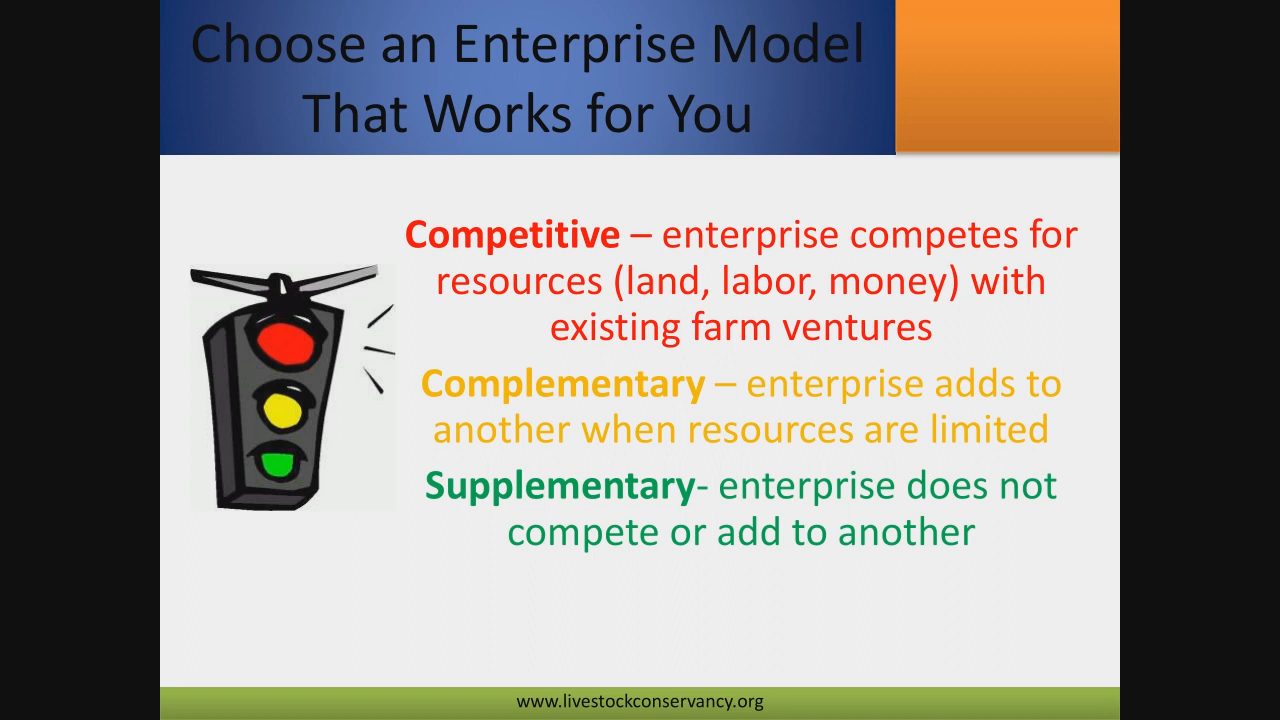 Choose an Enterprise Model
That Works for You
Competitive – enterprise competes for
resources (land, labor, money) with
existing farm ventures
Complementary – enterprise adds to
another when resources are limited
Supplementary- enterprise does not
compete or add to another
www.livestockconservancy.org